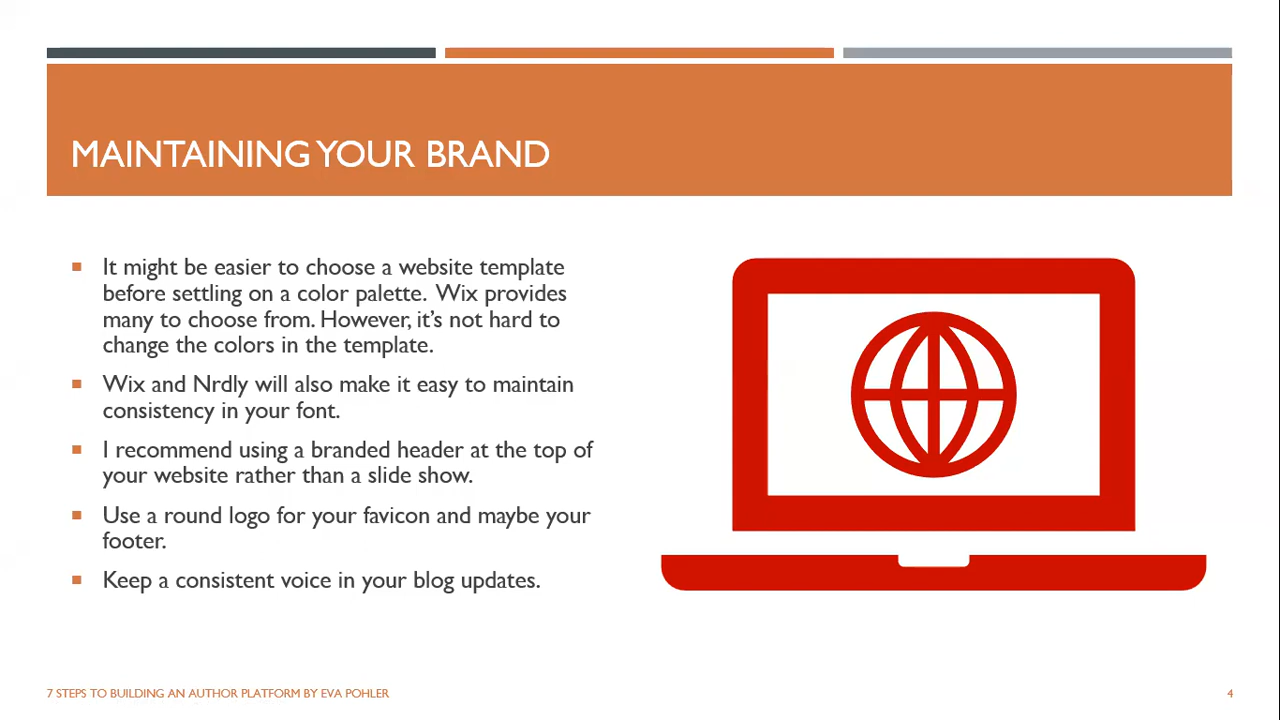 MAINTAINING YOUR BRAND
It might be easier to choose a website template
before settling on a color palette. Wix provides
many to choose from. However, it’s not hard to
change the colors in the template.
Wix and Nrdly will also make it easy to maintain
consistency in your font.
I recommend using a branded header at the top of
your website rather than a slide show.
Use a round logo for your favicon and maybe your
footer.
Keep a consistent voice in your blog updates.
7 STEPS TO BUILDING AN AUTHOR PLATFORM BY EVA POHLER
4